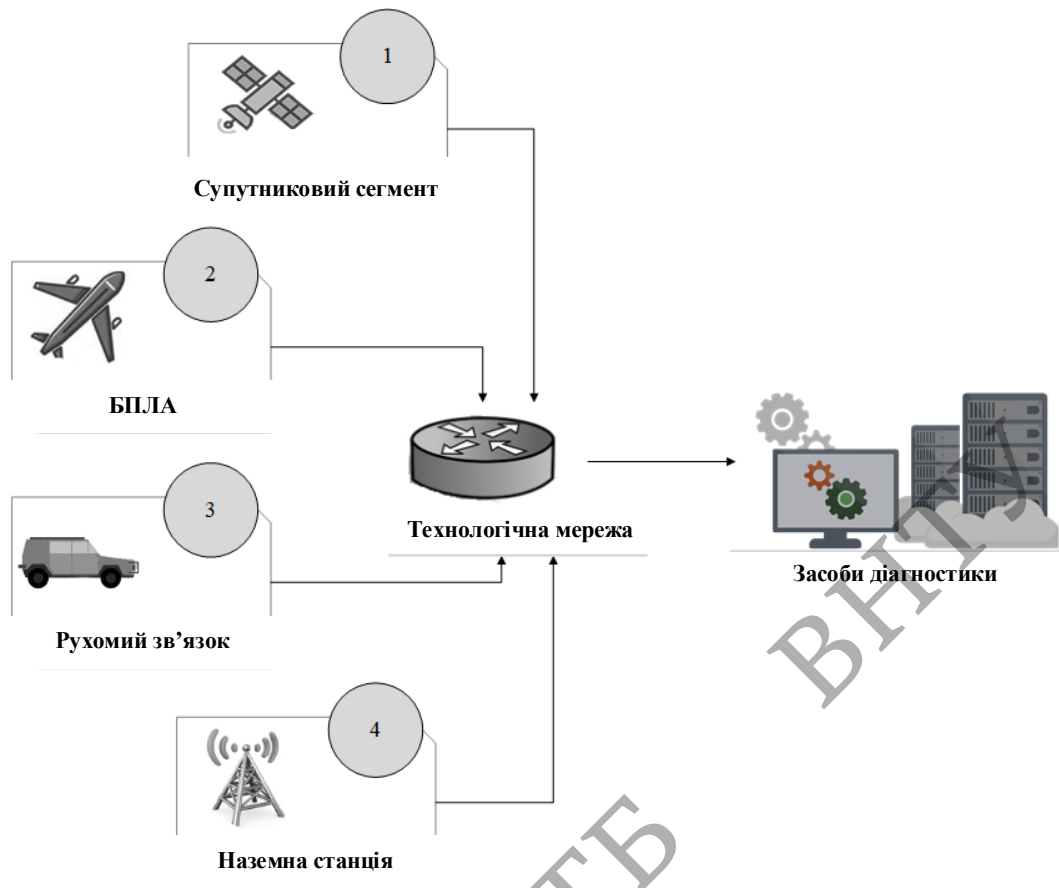 1
Супутниковий сегмент
2
БПЛА
Технологічна мережа
Засоби діагностики
3
Рухомий зв’язок
4
Наземна станція
ВНТУ